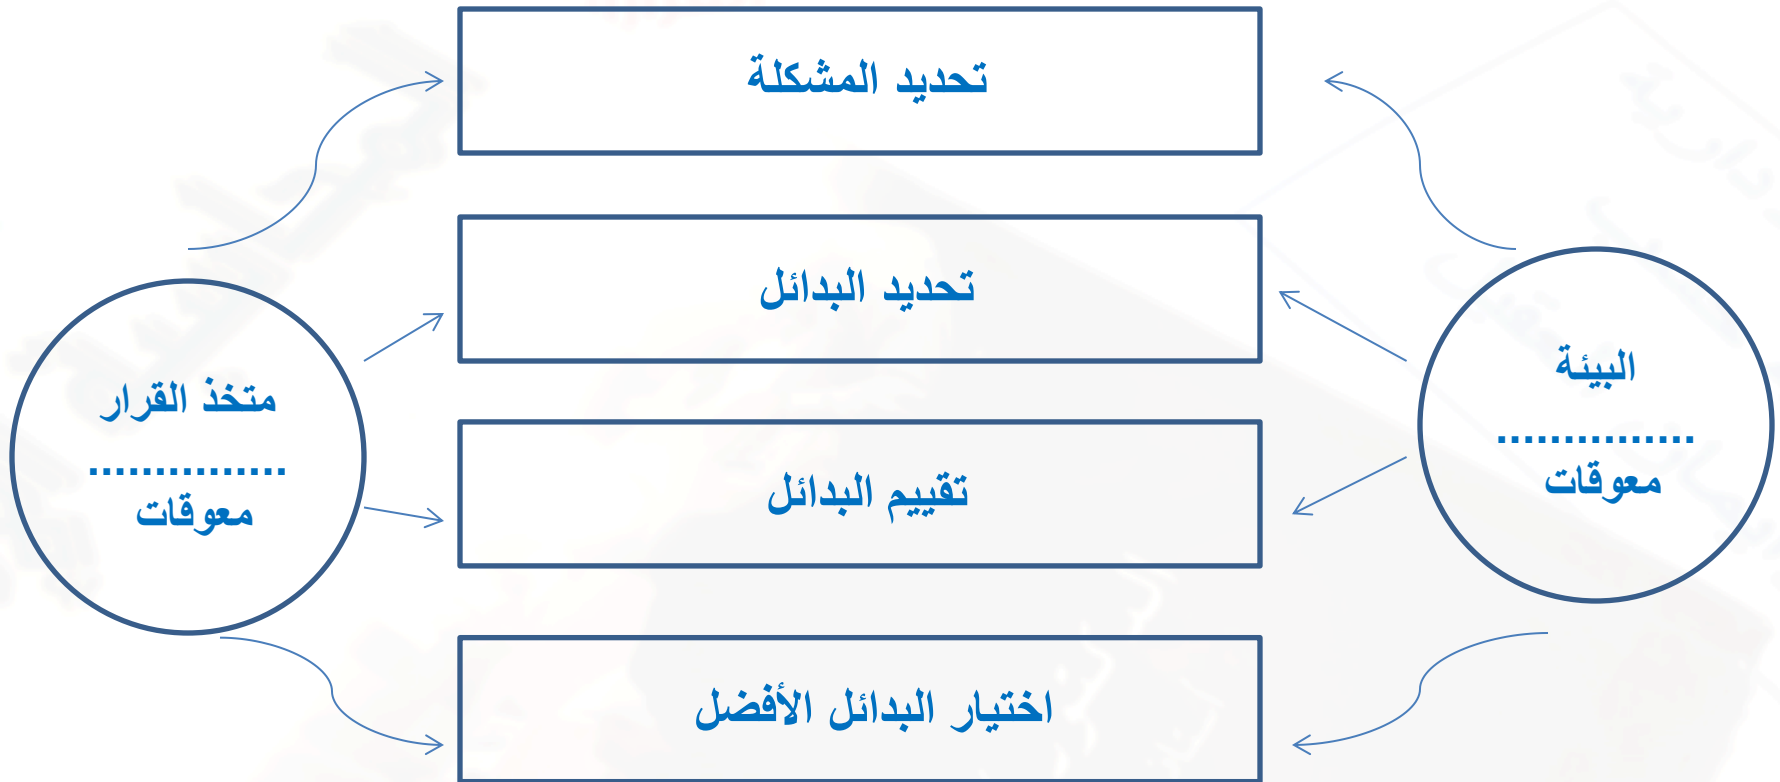 تحديد المشكلة
تحديد البدائل
البيئة
...............
معوقات
متخذ القرار
...............
معوقات
تقييم البدائل
اختيار البدائل الأفضل